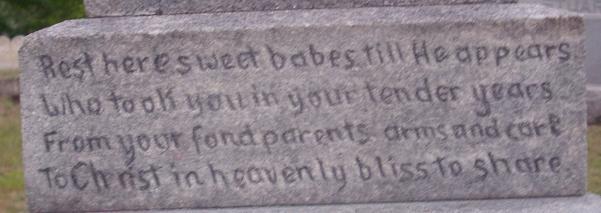 Rest here sweet babes till He appears
Who took you in your tender years
From your fond parents arms and care
To Christ in heavenly bliss to share.